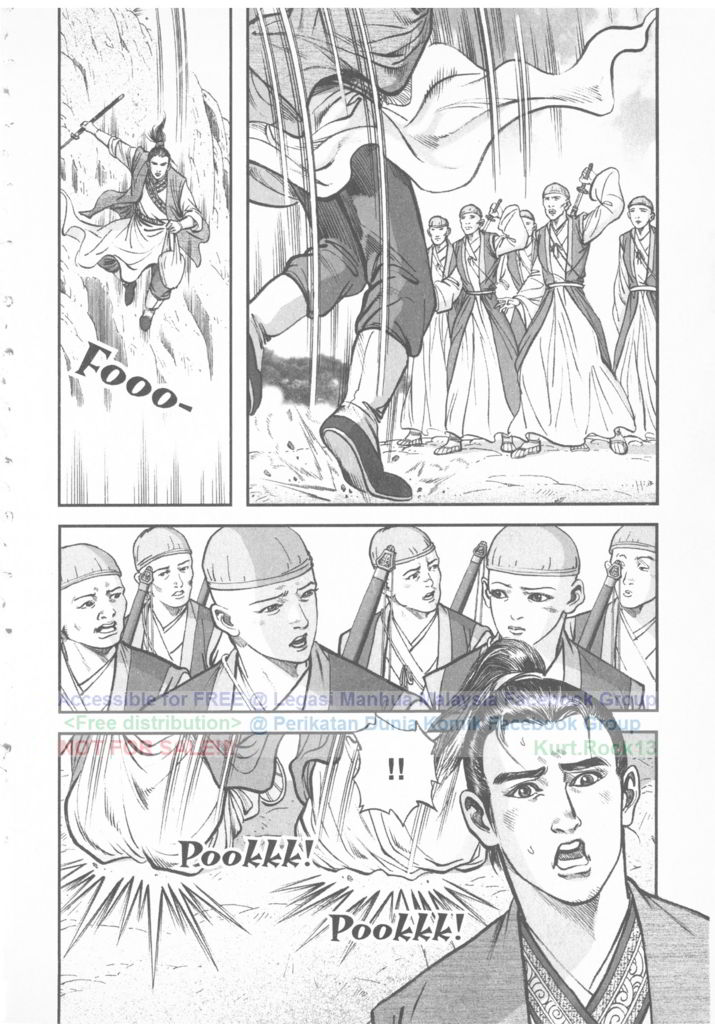 Fooo-
Accessible for FREE @ Legasi Manhua Malaysia Facebook Group
<Free distribution> @ Perikatan Dunia Komik Facebook Group
NOT FOR SALE!!! Kurt.Rock13
!!
Pookkk!
Pookkk!